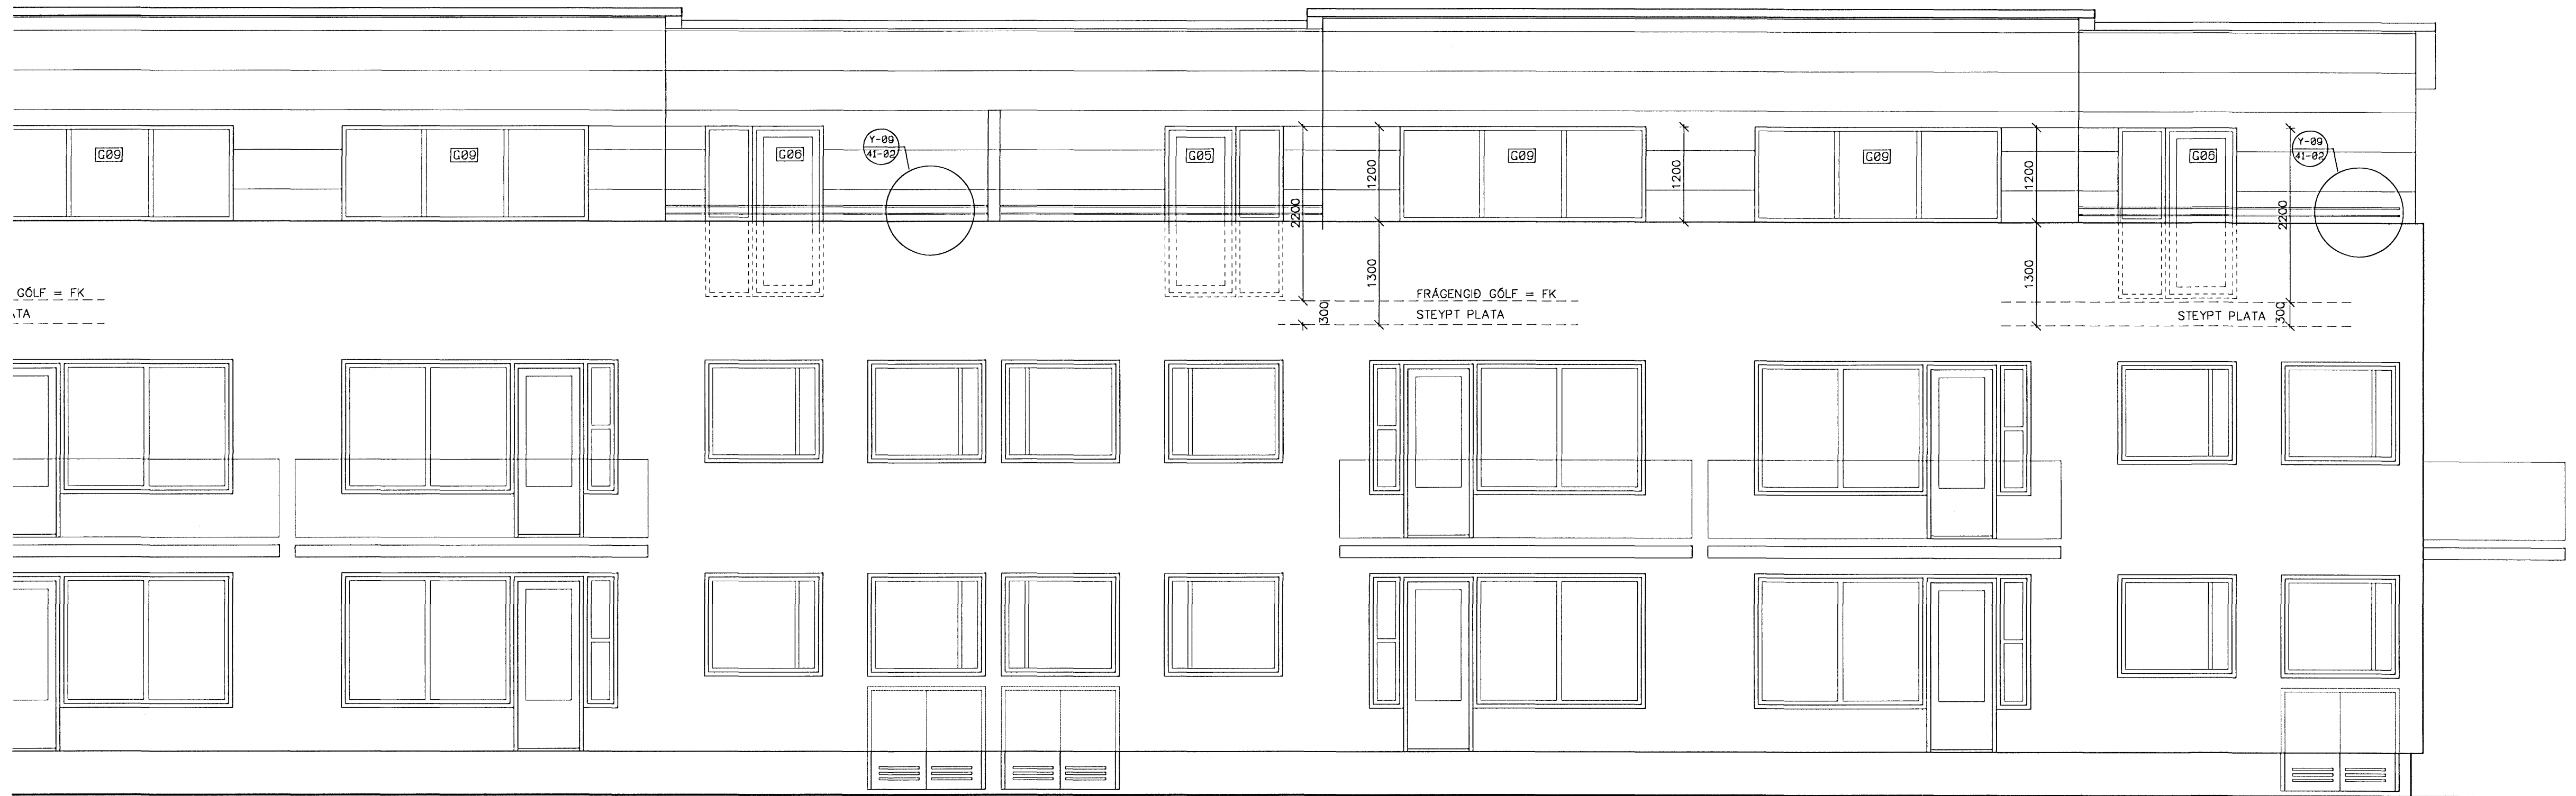 G09
G09
G06
Y-09
41-02
G05
2200
1200
G09
1200
G09
1200
G06
2200
Y-09
41-02
GÓLF = FK
TA
1300
300
FRÁGENGIÐ GÓLF = FK
STEYPT PLATA
1300
STEYPT PLATA
300